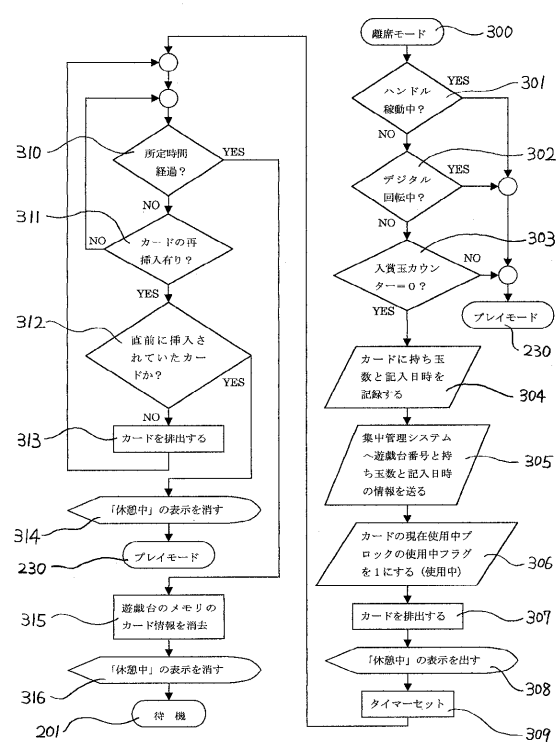 離席モード
300
ハンドル
稼動中?
301
YES
NO
デジタル
回転中?
302
YES
NO
入賞玉カウン
ター=0?
303
NO
YES
プレイモード
230
カードに持ち玉
数と記入日時を
記録する
304
集中管理システム
へ遊戯台番号と持
ち玉数と記入日時
の情報を送る
305
カードの現在使用中ブ
ロックの使用中フラグ
を1にする(使用中)
306
カードを排出する
307
「休憩中」の表示を出す
308
タイマーセット
309
310
所定時間
経過?
YES
NO
311
カードの再
挿入有り?
NO
YES
312
直前に挿入さ
れていたカー
ドか?
YES
NO
313
カードを排出する
「休憩中」の表示を消す
314
プレイモード
230
315
遊戯台のメモリの
カード情報を消去
「休憩中」の表示を消す
316
待 機
201